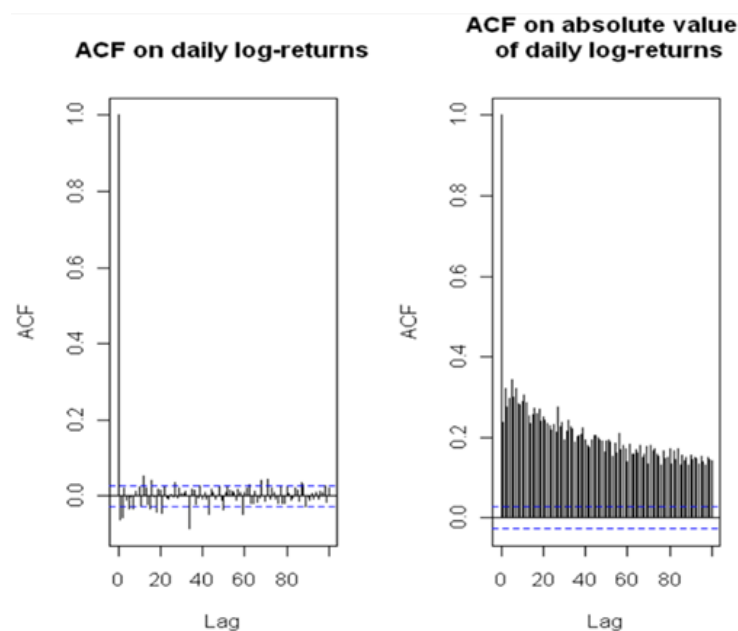 ACF on daily log-returns
ACF
1.0
0.8
0.6
0.4
0.2
0.0
0 20 40 60 80
Lag
ACF on absolute value
of daily log-returns
ACF
1.0
0.8
0.6
0.4
0.2
0.0
0 20 40 60 80
Lag